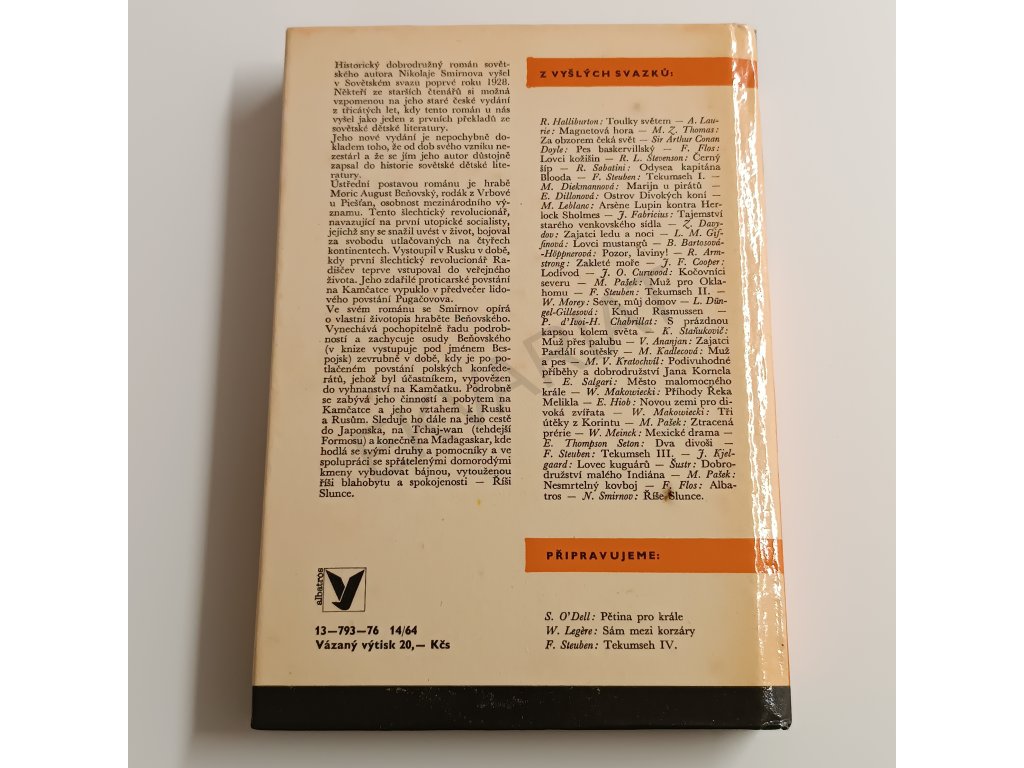 Historický dobrodružný román sovět-
ského autora Nikolaje Smirnova vyšel
v Sovětském svazu poprvé roku 1928.
Někteří ze starších čtenářů si možná
vzpomenou na jeho staré české vydání
z třicátých let, kdy tento román u nás
vyšel jako jeden z prvních překladů ze
sovětské dětské literatury.
Jeho nové vydání je nepochybně do-
kladem toho, že od dob svého vzniku ne-
zestárl a že se jím jeho autor důstojně
zapsal do historie sovětské dětské lite-
ratury.
Ústřední postavou románu je hrabě
Moric August Beňovský, rodák z Vrbové
u Piešťan, osobnost mezinárodního vý-
znamu. Tento šlechtický revolucionář,
navazující na první utopické socialisty,
jejichž sny se snažil uvést v život, bojoval
za svobodu utlačovaných na čtyřech
kontinentech. Vystoupil v Rusku v době,
kdy první šlechtický revolucionář Ra-
diščev teprve vstupoval do veřejného
života. Jeho zdařilé proticarské povstání
na Kamčatce vypuklo v předvečer lido-
vého povstání Pugačovova.
Ve svém románu se Smirnov opírá
o vlastní životopis hraběte Beňovského.
Vynechává pochopitelně řadu podrob-
ností a zachycuje osudy Beňovského
(v knize vystupuje pod jménem Bes-
pojsk) zevrubně v době, kdy je po po-
tlačeném povstání polských konfede-
rátů, jehož byl účastníkem, vypovězen
do vyhnanství na Kamčatku. Podrobně
se zabývá jeho činností a pobytem na
Kamčatce a jeho vztahem k Rusku
a Rusům. Sleduje ho dále na jeho cestě
do Japonska, na Tchaj-wan (tehdejší
Formosu) a konečně na Madagaskar, kde
hodlá se svými druhy a pomocníky a ve
spolupráci se spřátelenými domorodými
kmeny vybudovat bájnou, vytouženou
říši blahobytu a spokojenosti — Říši
Slunce.
albatros
13—793—76 14/64
Vázaný výtisk 20,— Kčs
Z VYŠLÝCH SVAZKŮ:
R. Halliburton: Toulky světem — A. Lau-
rie: Magnetová hora — M. Z. Thomas:
Za obzorem čeká svět — Sir Arthur Conan
Doyle: Pes baskervillský — F. Flos:
Lovci kožišin — R. L. Stevenson: Černý
šíp — R. Sabatini: Odysea kapitána
Blooda — F. Steuben: Tekumseh I. —
M. Diekmannová: Marijn u pirátů —
E. Dillonová: Ostrov Divokých koní —
M. Leblanc: Arsène Lupin kontra Her-
lock Sholmes — J. Fabricius: Tajemství
starého venkovského sídla — Z. Davy-
dov: Zajatci ledu a noci — L. M. Gif-
finová: Lovci mustangů — B. Bartosová-
Höppnerová: Pozor, laviny! — R. Arm-
strong: Zakleté moře — J. F. Cooper:
Lodivod — J. O. Curwood: Kočovníci
severu — M. Pašek: Muž pro Okla-
homu — F. Steuben: Tekumseh II. —
W. Morey: Sever, můj domov — L. Dün-
gel-Gillesová: Knud Rasmussen —
P. d'Ivoi-H. Chabrillat: S prázdnou
kapsou kolem světa — K. Staňukovič:
Muž přes palubu — V. Ananjan: Zajatci
Pardálí soutěsky — M. Kadlecová: Muž
a pes — M. V. Kratochvíl: Podivuhodné
příběhy a dobrodružství Jana Kornela
— E. Salgari: Město malomocného
krále — W. Makowiecki: Příhody Řeka
Melikla — E. Hiob: Novou zemi pro di-
voká zvířata — W. Makowiecki: Tři
útěky z Korintu — M. Pašek: Ztracená
prérie — W. Meinek: Mexické drama —
E. Thompson Seton: Dva divoši —
F. Steuben: Tekumseh III. — J. Kjel-
gaard: Lovec kuguárů — Šustr: Dobro-
družství malého Indiána — M. Pašek:
Nesmrtelný kovboj — F. Flos: Alba-
tros — N. Smirnov: Říše Slunce.
PŘIPRAVUJEME:
S. O'Dell: Pětina pro krále
W. Legère: Sám mezi korzáry
F. Steuben: Tekumseh IV.